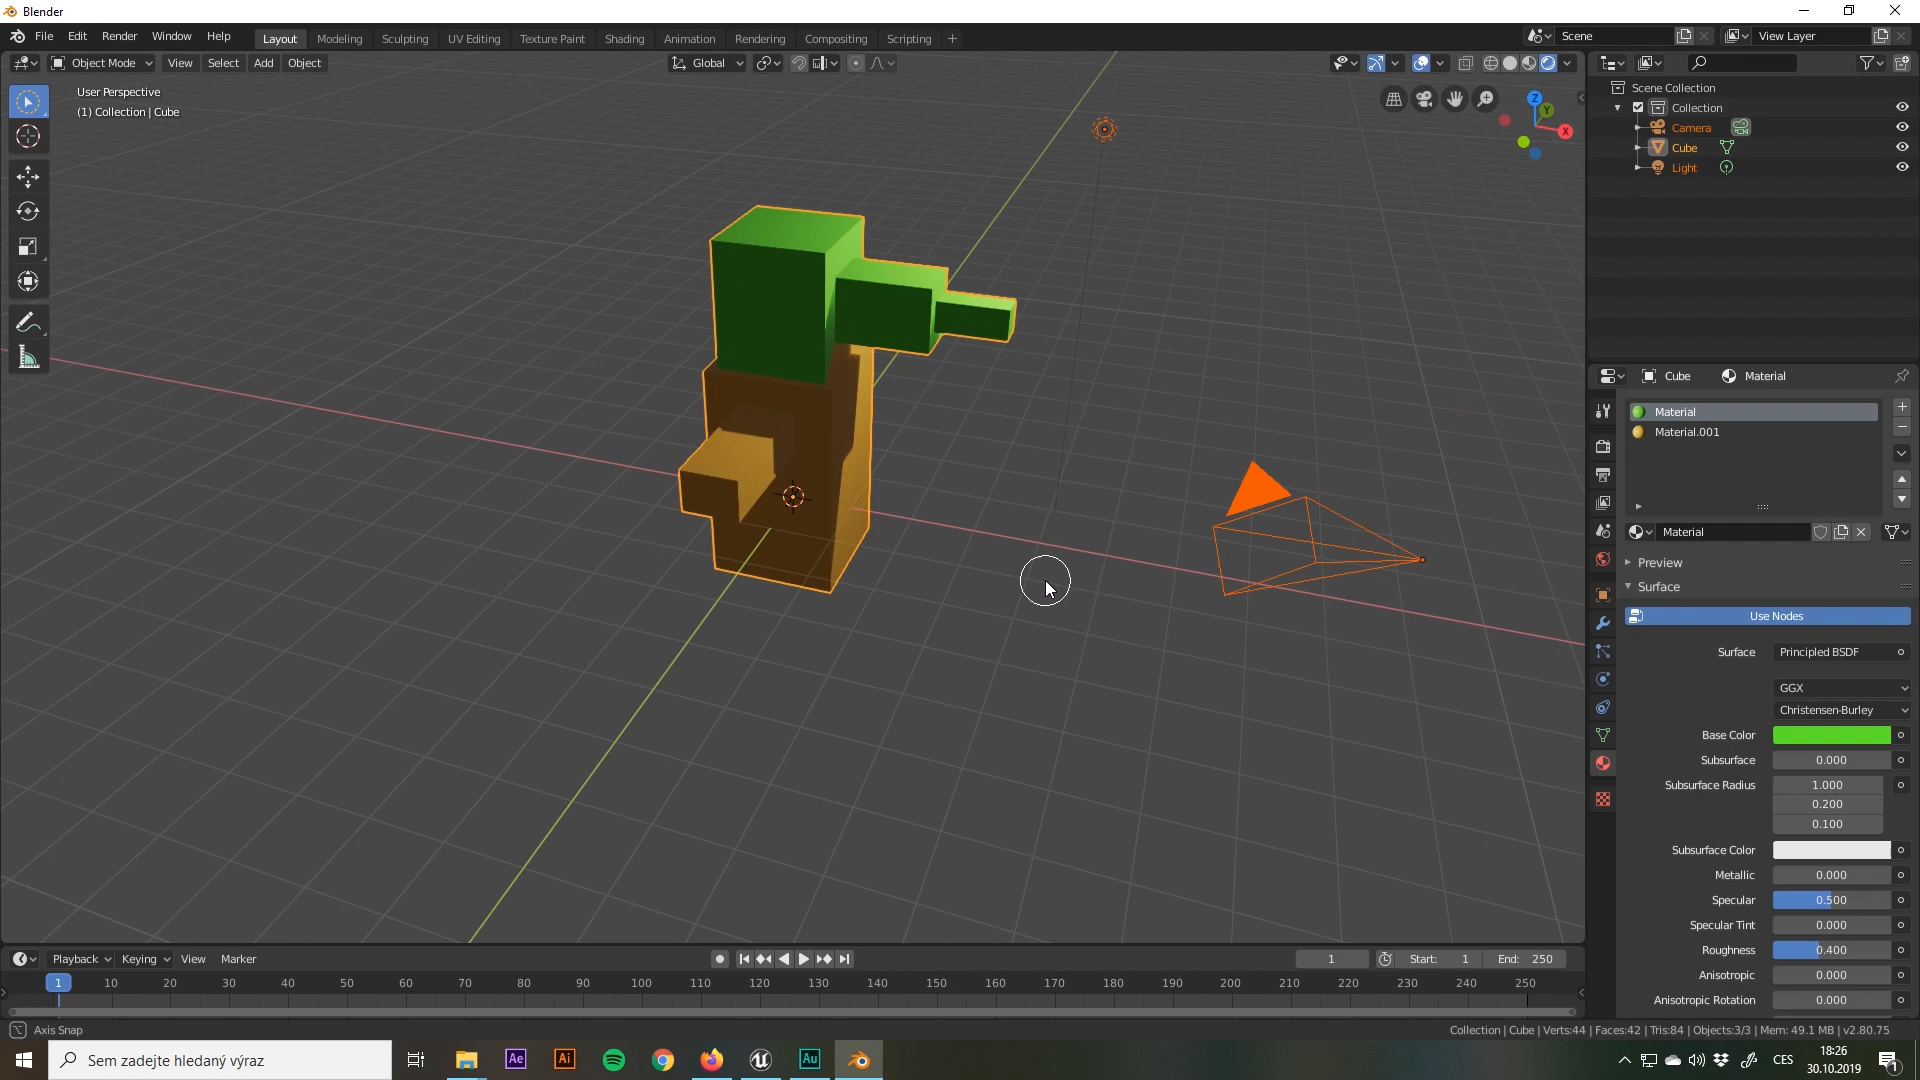 Blender
File Edit Render Window Help
Layout Modeling Sculpting UV Editing Texture Paint Shading Animation Rendering Compositing Scripting +
Scene
View Layer
Object Mode View Select Add Object
Global
User Perspective
(1) Collection | Cube
Z
Y
X
Scene Collection
Collection
Camera
Cube
Light
Cube Material
Material
Material.001
Material
Preview
Surface
Use Nodes
Surface Principled BSDF
GGX
Christensen-Burley
Base Color
Subsurface 0.000
Subsurface Radius 1.000
0.200
0.100
Subsurface Color
Metallic 0.000
Specular 0.500
Specular Tint 0.000
Roughness 0.400
Anisotropic 0.000
Anisotropic Rotation 0.000
Playback Keying View Marker
1 Start: 1 End: 250
1 10 20 30 40 50 60 70 80 90 100 110 120 130 140 150 160 170 180 190 200 210 220 230 240 250
Axis Snap
Collection | Cube | Verts:44 | Faces:42 | Tris:84 | Objects:3/3 | Mem: 49.1 MB | v2.80.75
Sem zadejte hledaný výraz
Ae
Ai
Au
CES
18:26
30.10.2019
1